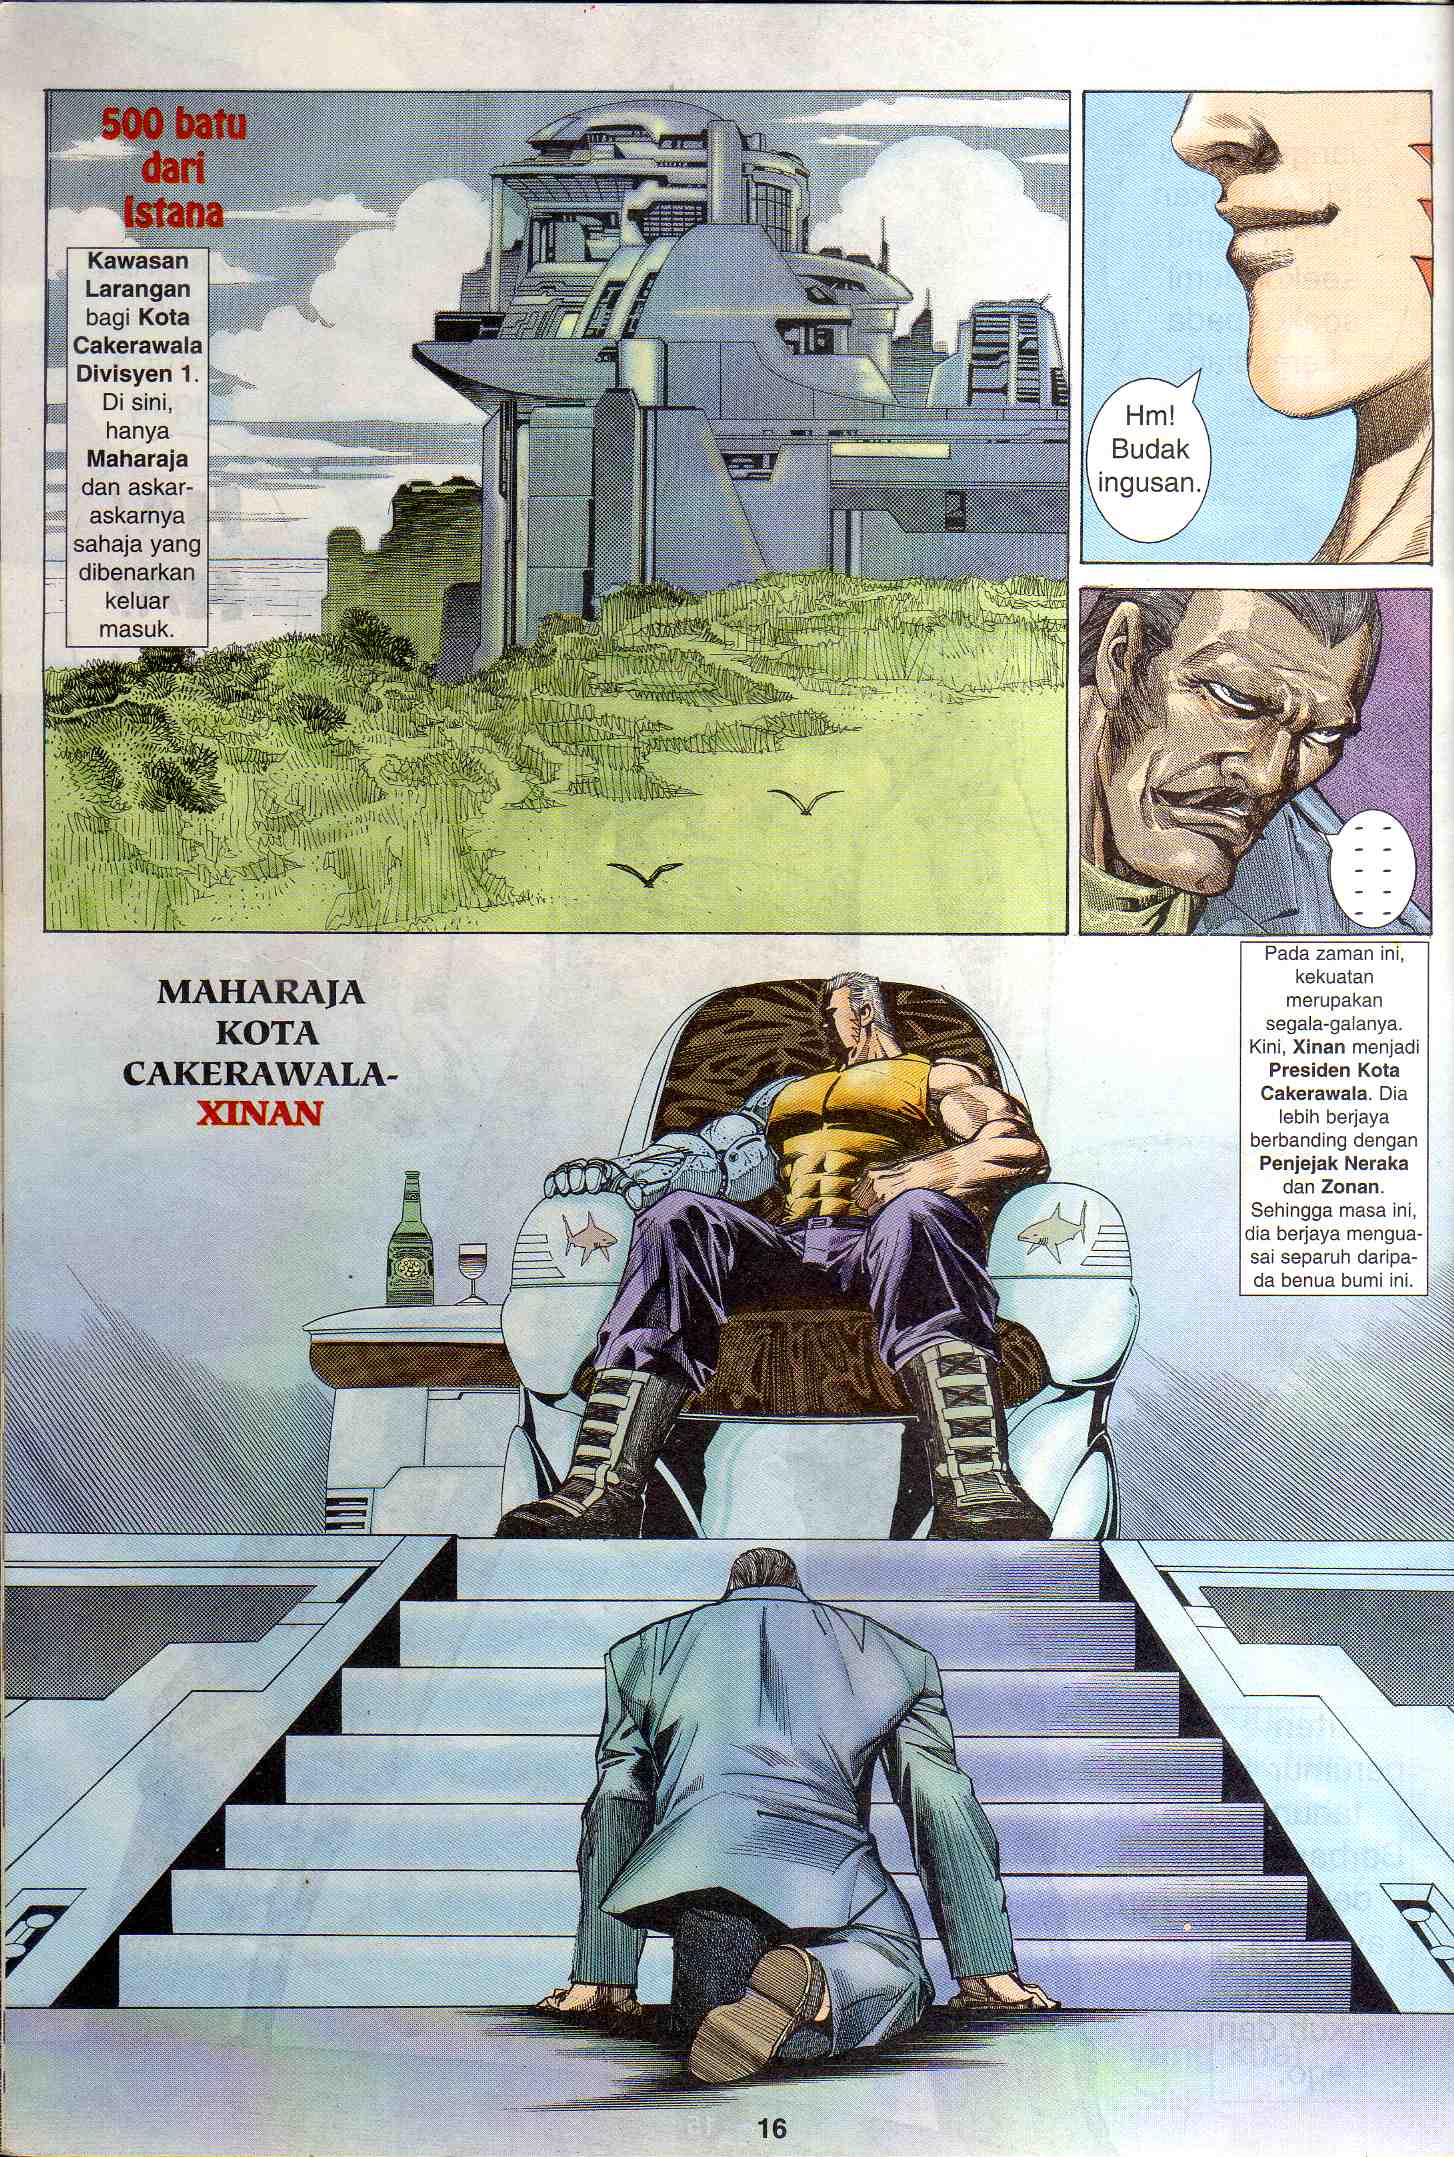 500 batu
dari
Istana
Kawasan
Larangan
bagi Kota
Cakerawala
Divisyen 1.
Di sini,
hanya
Maharaja
dan askar-
askarnya
sahaja yang
dibenarkan
keluar
masuk.
Hm!
Budak
ingusan.
MAHARAJA
KOTA
CAKERAWALA-
XINAN
Pada zaman ini,
kekuatan
merupakan
segala-galanya.
Kini, Xinan menjadi
Presiden Kota
Cakerawala. Dia
lebih berjaya
berbanding dengan
Penjejak Neraka
dan Zonan.
Sehingga masa ini,
dia berjaya mengua-
sai separuh daripa-
da benua bumi ini.
16